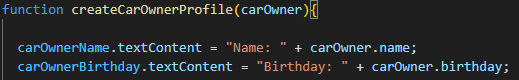 function createCarOwnerProfile(carOwner){
carOwnerName.textContent = "Name: " + carOwner.name;
carOwnerBirthday.textContent = "Birthday: " + carOwner.birthday;